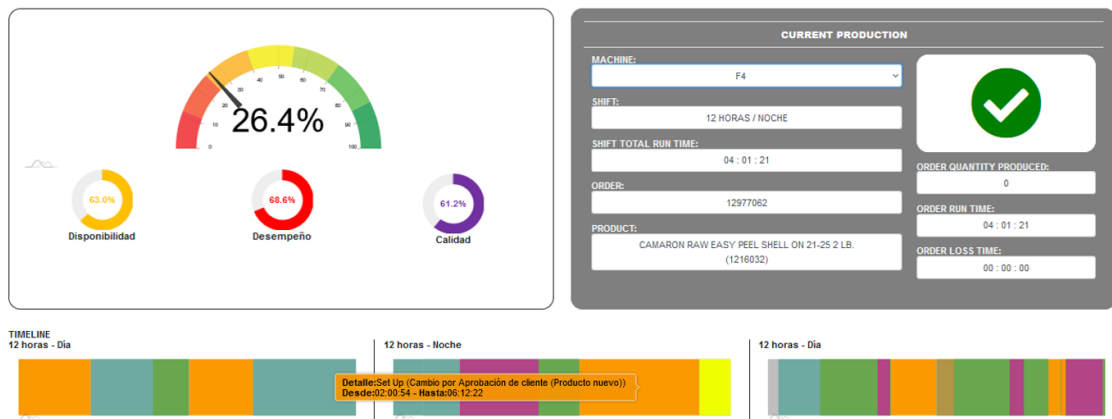 0
10
20
30
40
50
60
70
80
90
100
26.4%
63.0%
Disponibilidad
68.6%
Desempeño
61.2%
Calidad
CURRENT PRODUCTION
MACHINE:
F4
SHIFT:
12 HORAS / NOCHE
SHIFT TOTAL RUN TIME:
04 : 01 : 21
ORDER:
12977062
PRODUCT:
CAMARON RAW EASY PEEL SHELL ON 21-25 2 LB.
(1216032)
ORDER QUANTITY PRODUCED:
0
ORDER RUN TIME:
04 : 01 : 21
ORDER LOSS TIME:
00 : 00 : 00
TIMELINE
12 horas - Día
12 horas - Noche
12 horas - Día
Detalle:Set Up (Cambio por Aprobación de cliente (Producto nuevo))
Desde:02:00:54 - Hasta:06:12:22